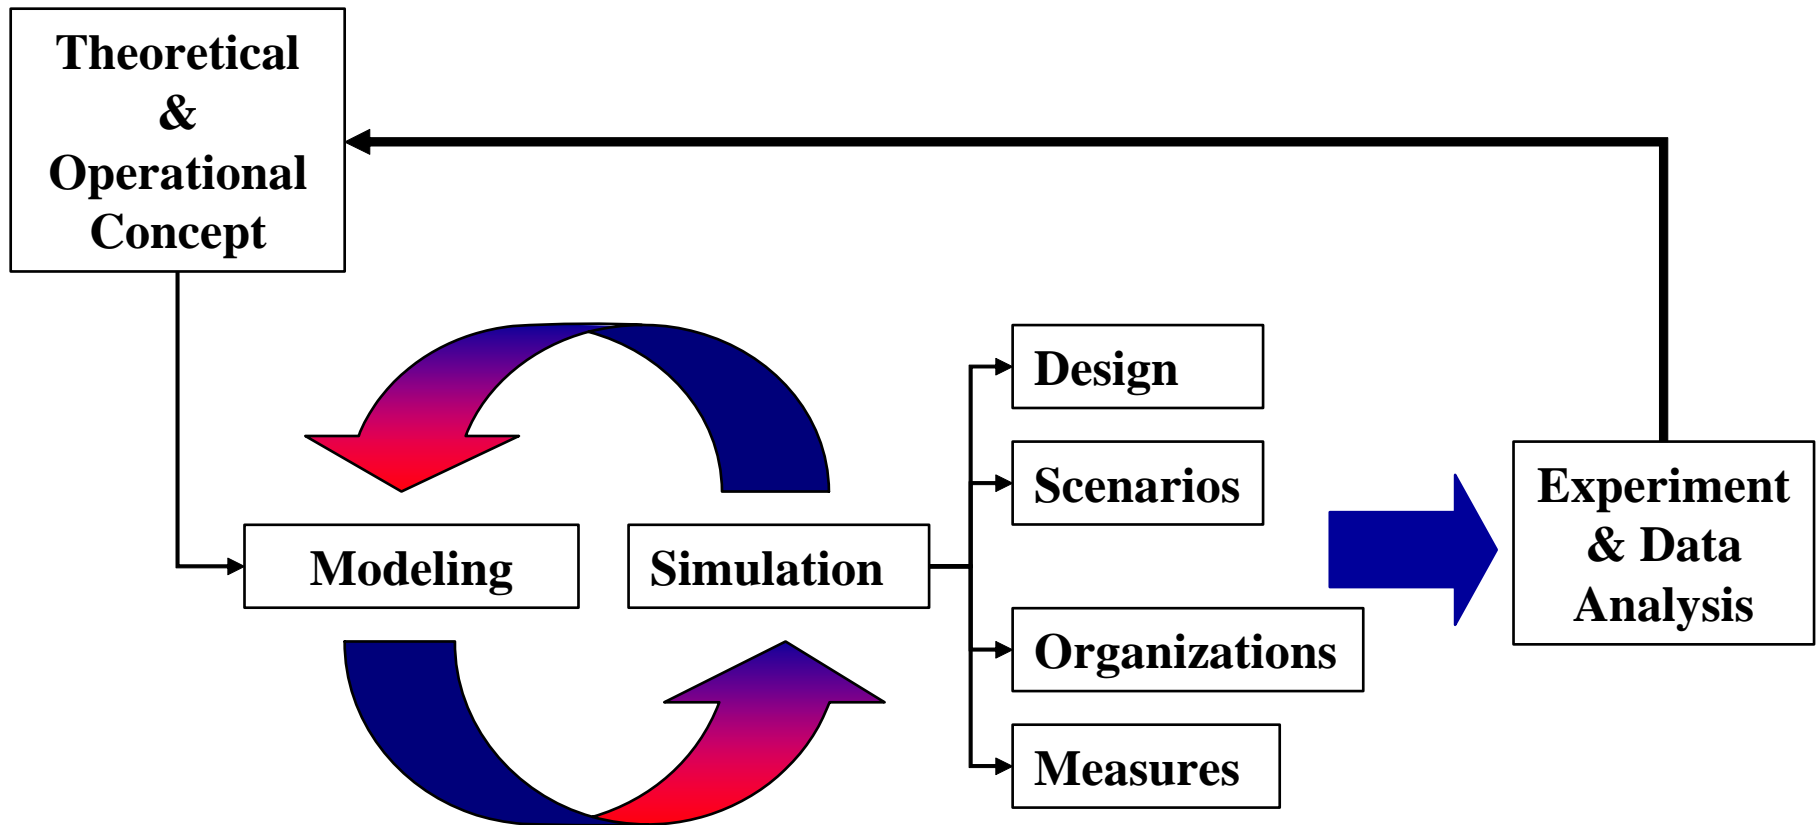 Theoretical
&
Operational
Concept
Modeling
Simulation
Design
Scenarios
Organizations
Measures
Experiment
& Data
Analysis